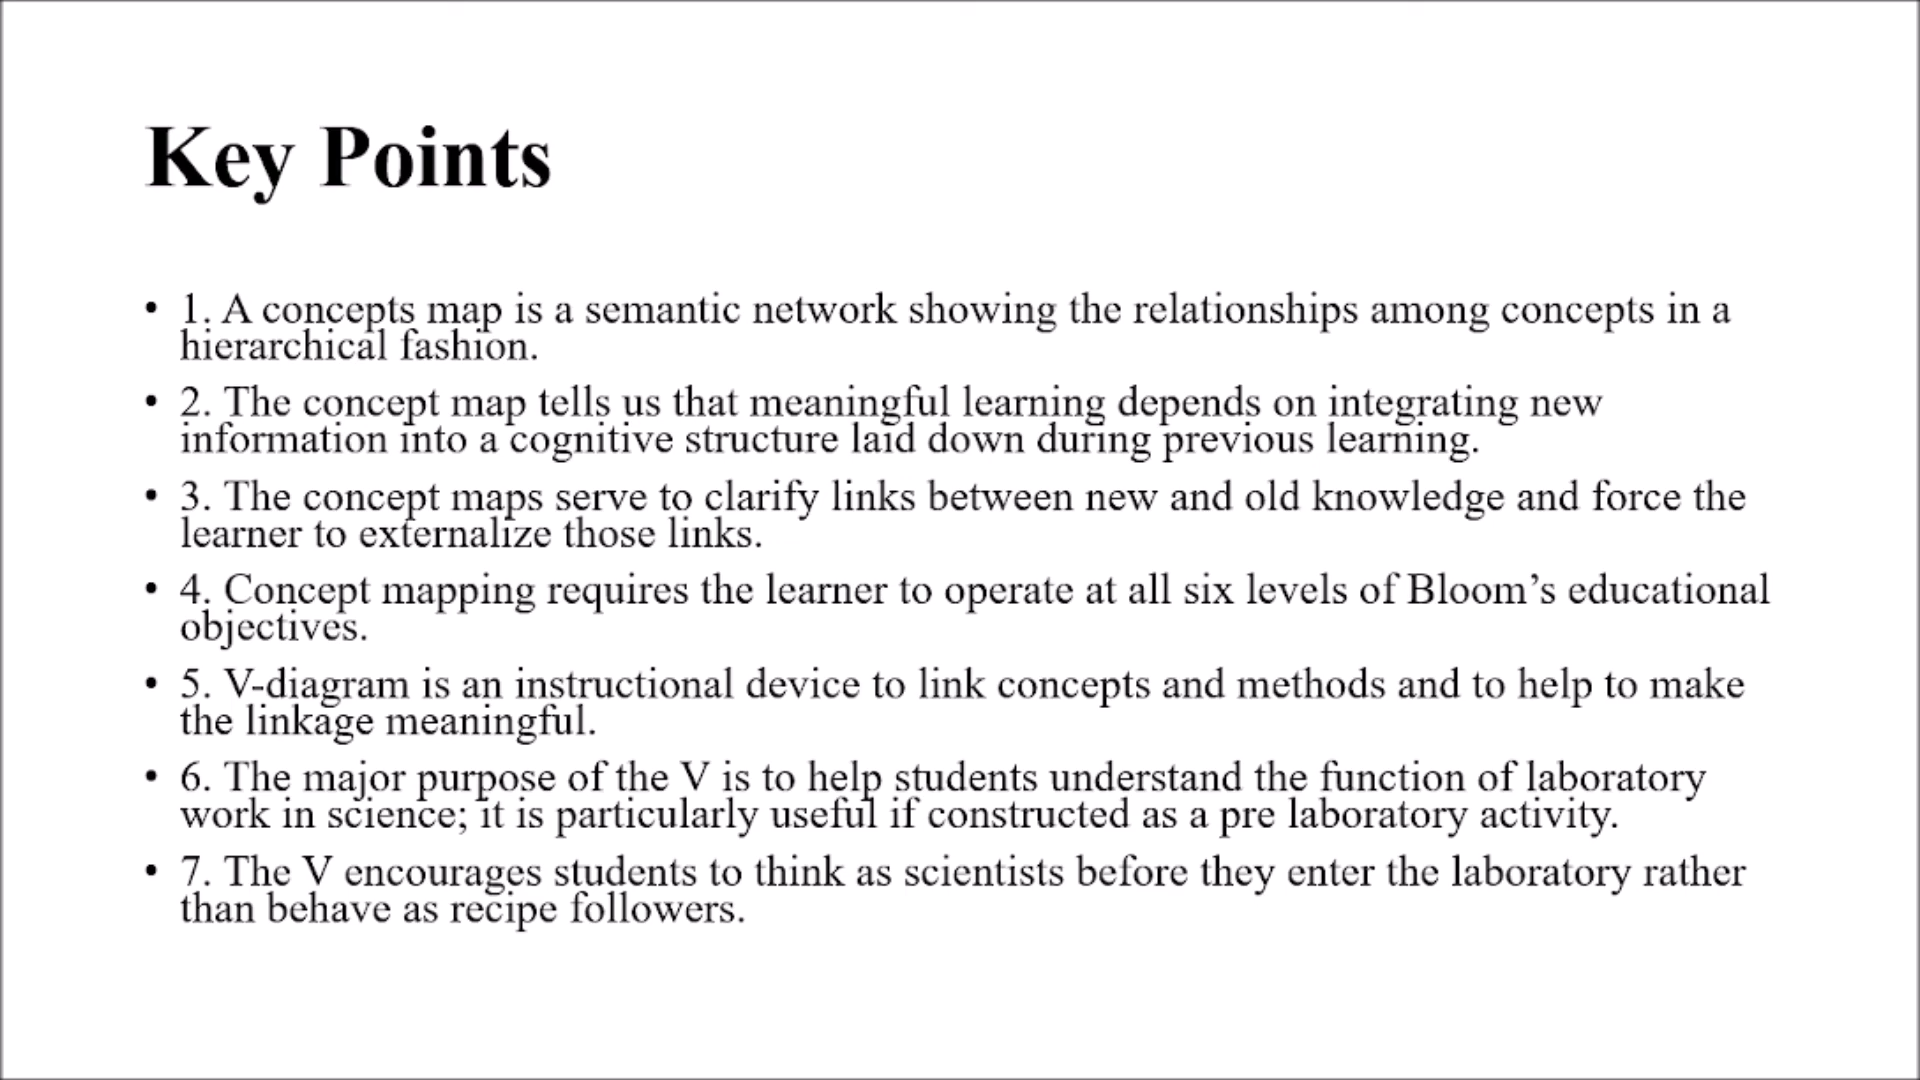 Key Points
• 1. A concepts map is a semantic network showing the relationships among concepts in a
hierarchical fashion.
• 2. The concept map tells us that meaningful learning depends on integrating new
information into a cognitive structure laid down during previous learning.
• 3. The concept maps serve to clarify links between new and old knowledge and force the
learner to externalize those links.
• 4. Concept mapping requires the learner to operate at all six levels of Bloom’s educational
objectives.
• 5. V-diagram is an instructional device to link concepts and methods and to help to make
the linkage meaningful.
• 6. The major purpose of the V is to help students understand the function of laboratory
work in science; it is particularly useful if constructed as a pre laboratory activity.
• 7. The V encourages students to think as scientists before they enter the laboratory rather
than behave as recipe followers.